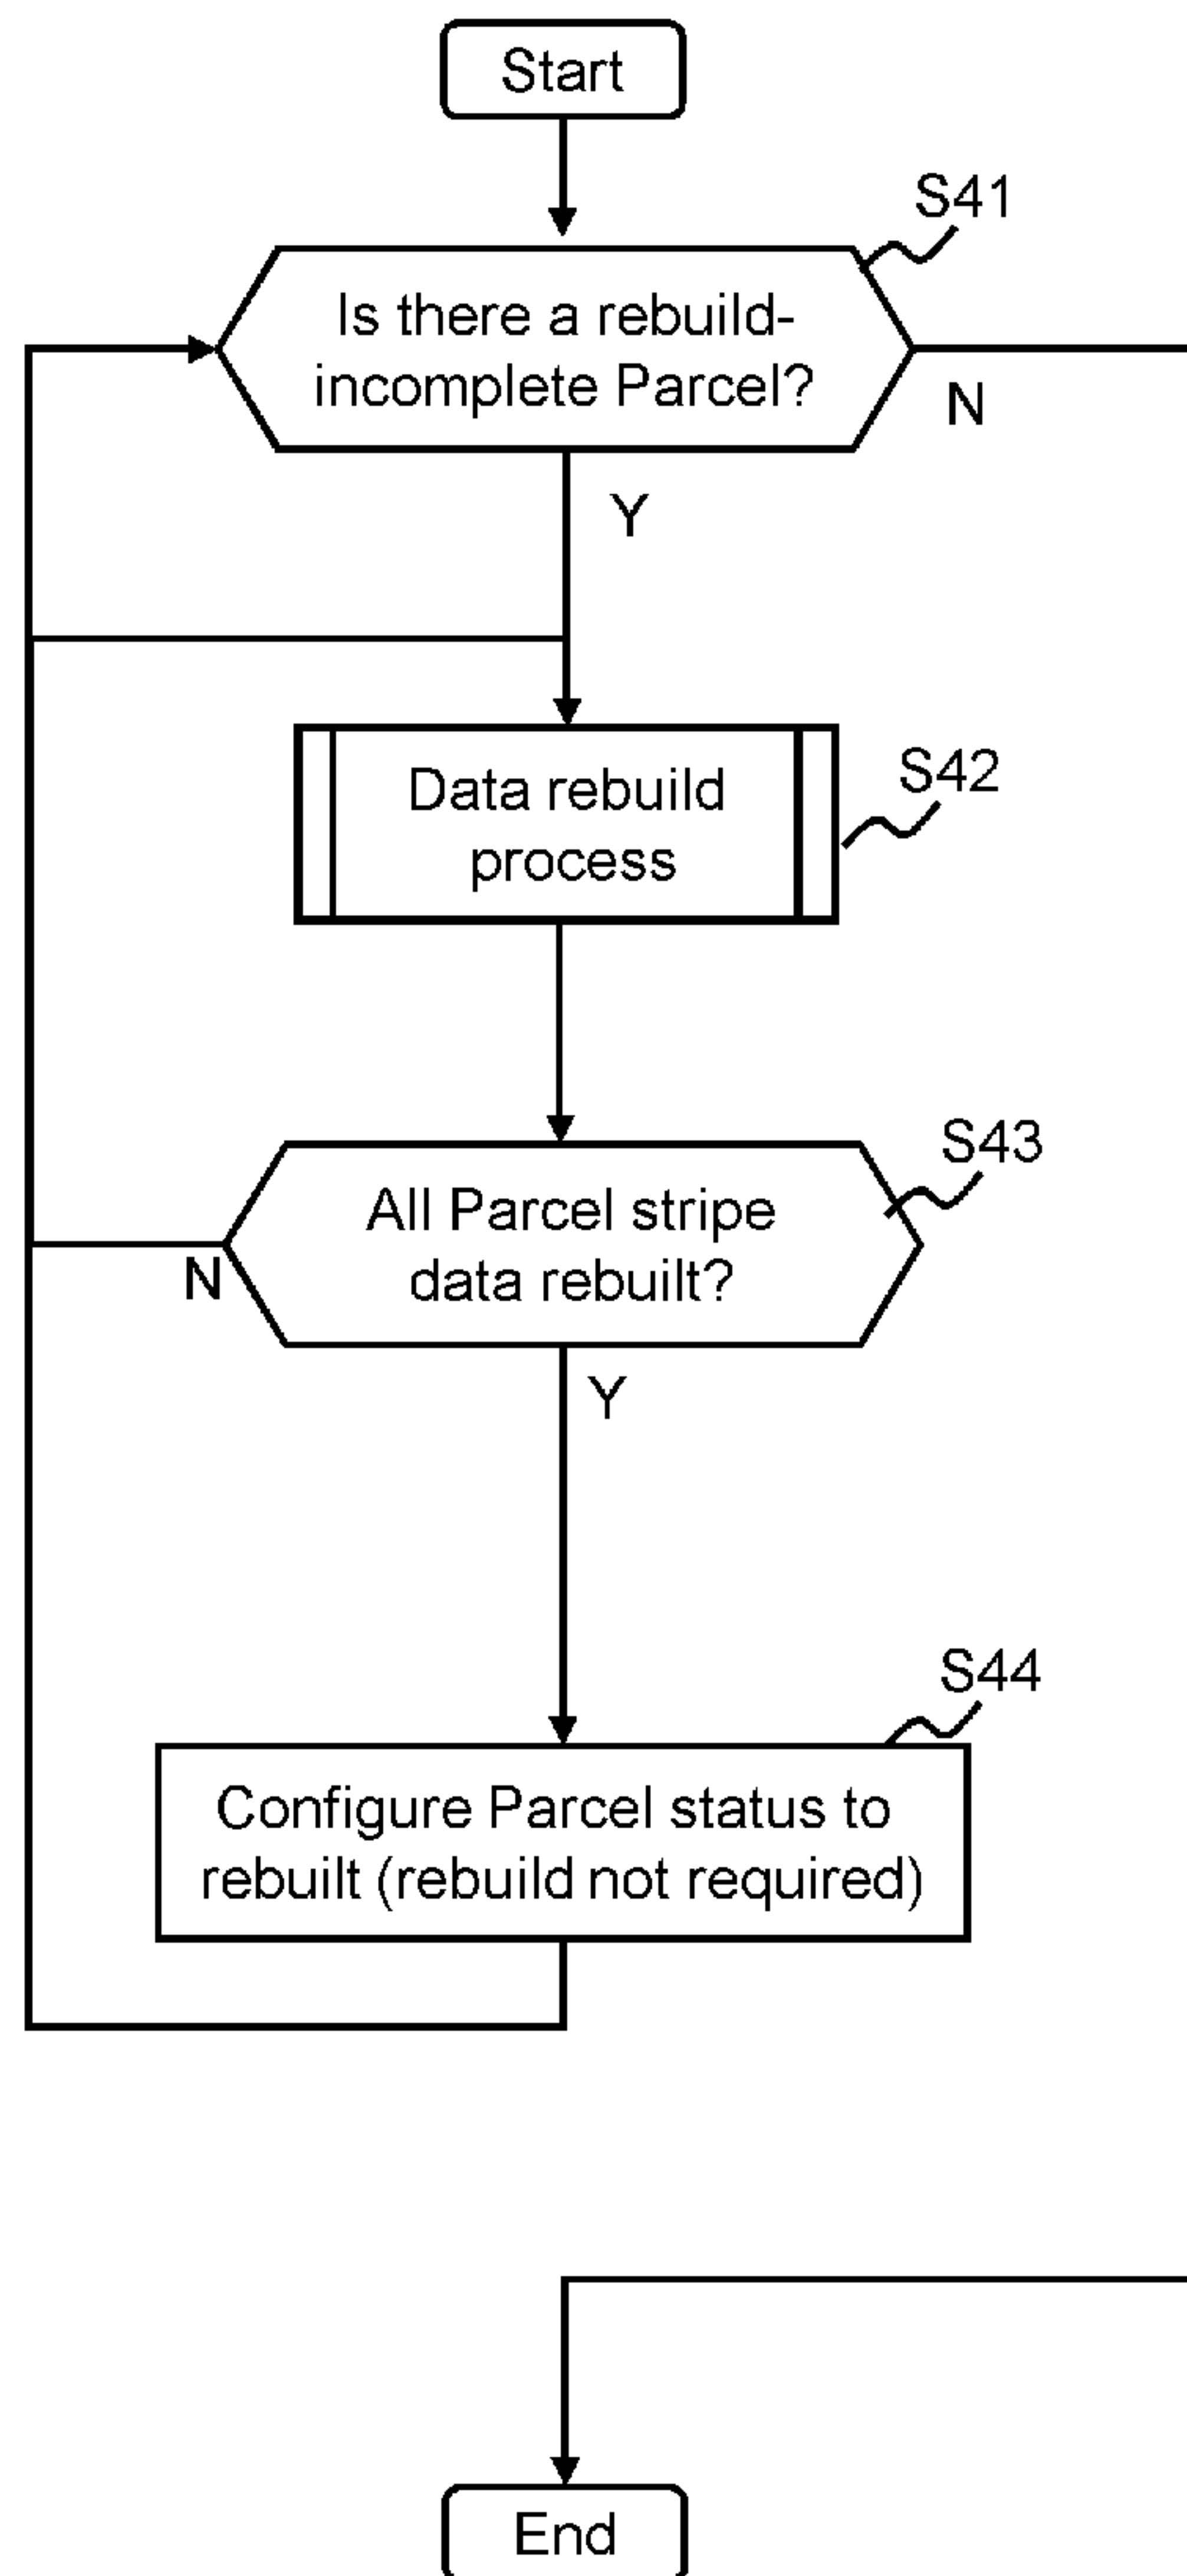 Start
S41
Is there a rebuild-
incomplete Parcel?
N
Y
Data rebuild
process
S42
S43
All Parcel stripe
data rebuilt?
N
Y
S44
Configure Parcel status to
rebuilt (rebuild not required)
End